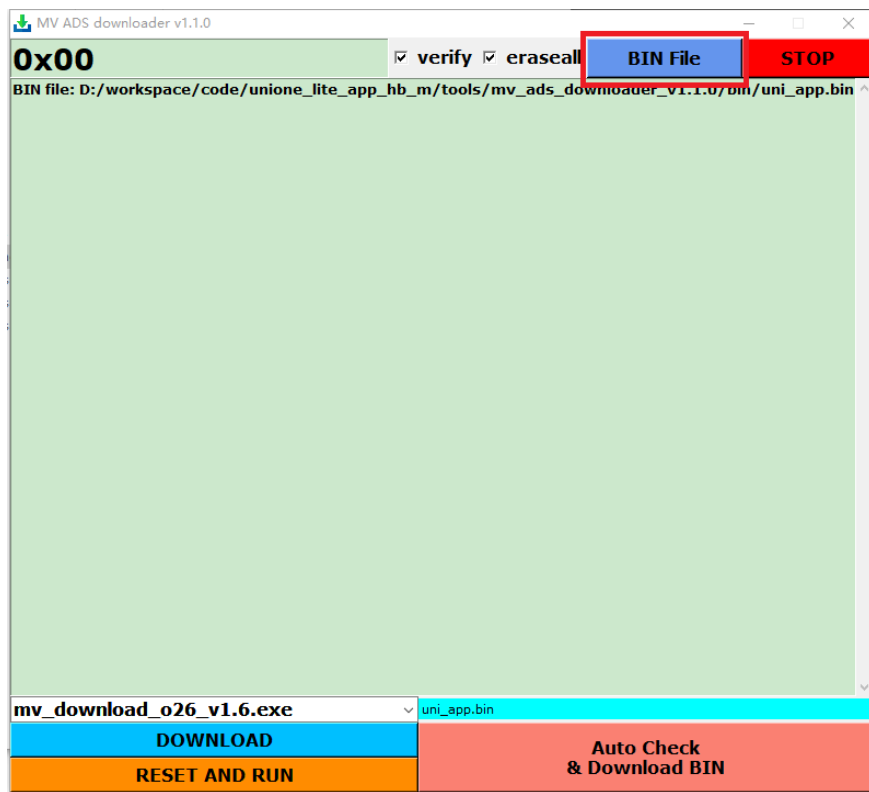 MV ADS downloader v1.1.0
0x00
verify
eraseall
BIN File
STOP
BIN file: D:/workspace/code/unione_lite_app_hb_m/tools/mv_ads_downloader_v1.1.0/bin/uni_app.bin
mv_download_o26_v1.6.exe
uni_app.bin
DOWNLOAD
RESET AND RUN
Auto Check
& Download BIN